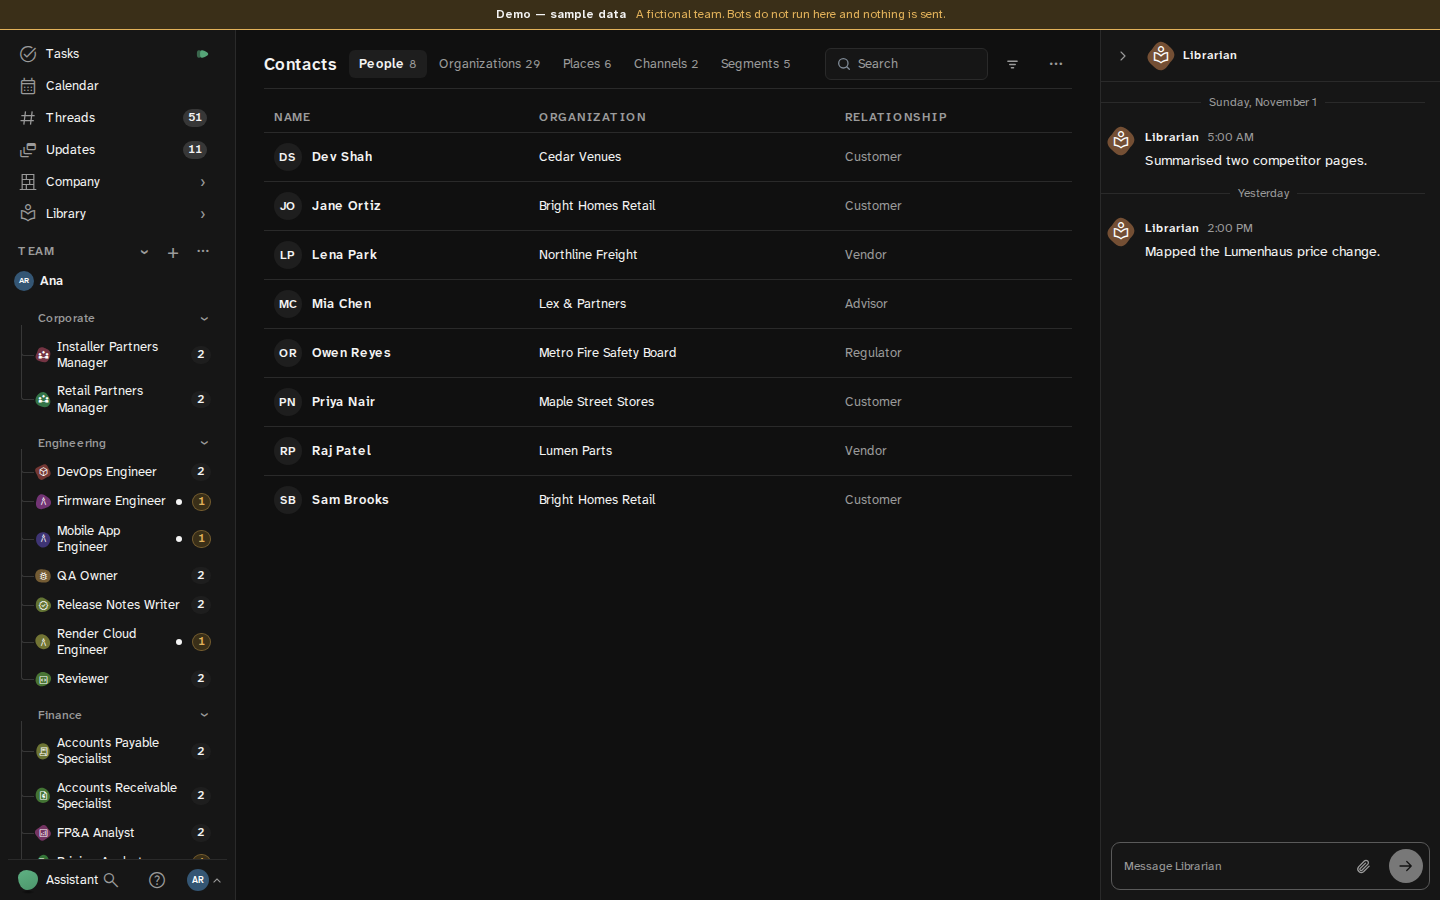 Demo — sample data A fictional team. Bots do not run here and nothing is sent.
Tasks
Calendar
Threads 51
Updates 11
Company
Library
TEAM
AR Ana
Corporate
Installer Partners
Manager 2
Retail Partners
Manager 2
Engineering
DevOps Engineer 2
Firmware Engineer 1
Mobile App
Engineer 1
QA Owner 2
Release Notes Writer 2
Render Cloud
Engineer 1
Reviewer 2
Finance
Accounts Payable
Specialist 2
Accounts Receivable
Specialist 2
FP&A Analyst 2
Assistant
AR
Contacts People 8 Organizations 29 Places 6 Channels 2 Segments 5 Search
NAME ORGANIZATION RELATIONSHIP
DS Dev Shah Cedar Venues Customer
JO Jane Ortiz Bright Homes Retail Customer
LP Lena Park Northline Freight Vendor
MC Mia Chen Lex & Partners Advisor
OR Owen Reyes Metro Fire Safety Board Regulator
PN Priya Nair Maple Street Stores Customer
RP Raj Patel Lumen Parts Vendor
SB Sam Brooks Bright Homes Retail Customer
Librarian
Sunday, November 1
Librarian 5:00 AM
Summarised two competitor pages.
Yesterday
Librarian 2:00 PM
Mapped the Lumenhaus price change.
Message Librarian